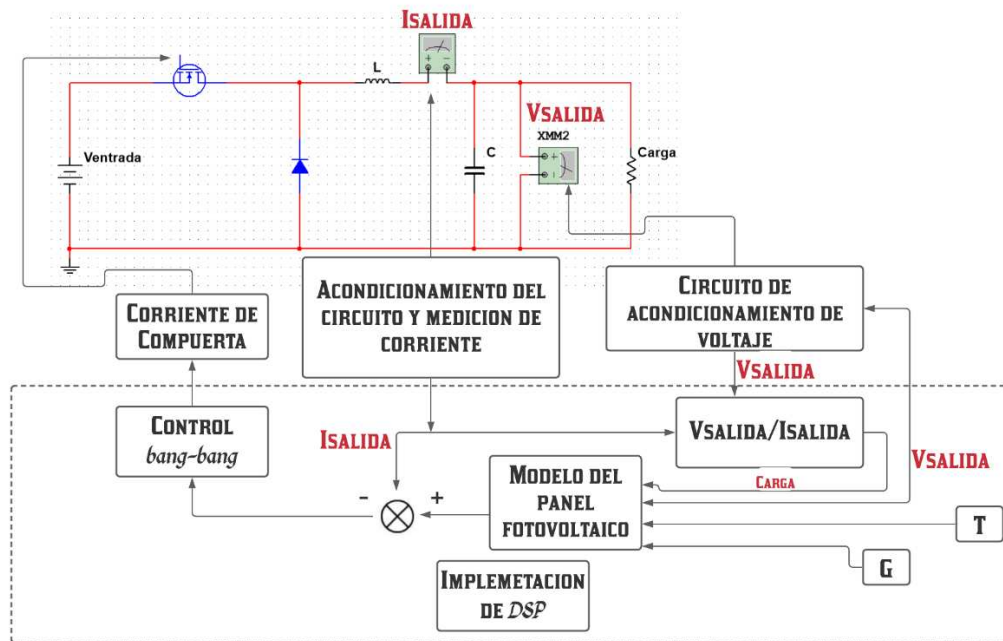 ISALIDA
L
VSALIDA
XMM2
Ventrada
C
Carga
CORRIENTE DE
COMPUERTA
ACONDICIONAMIENTO DEL
CIRCUITO Y MEDICION DE
CORRIENTE
CIRCUITO DE
ACONDICIONAMIENTO DE
VOLTAJE
VSALIDA
CONTROL
bang-bang
ISALIDA
VSALIDA/ISALIDA
VSALIDA
CARGA
MODELO DEL
PANEL
FOTOVOLTAICO
- +
T
G
IMPLEMETACION
DE DSP